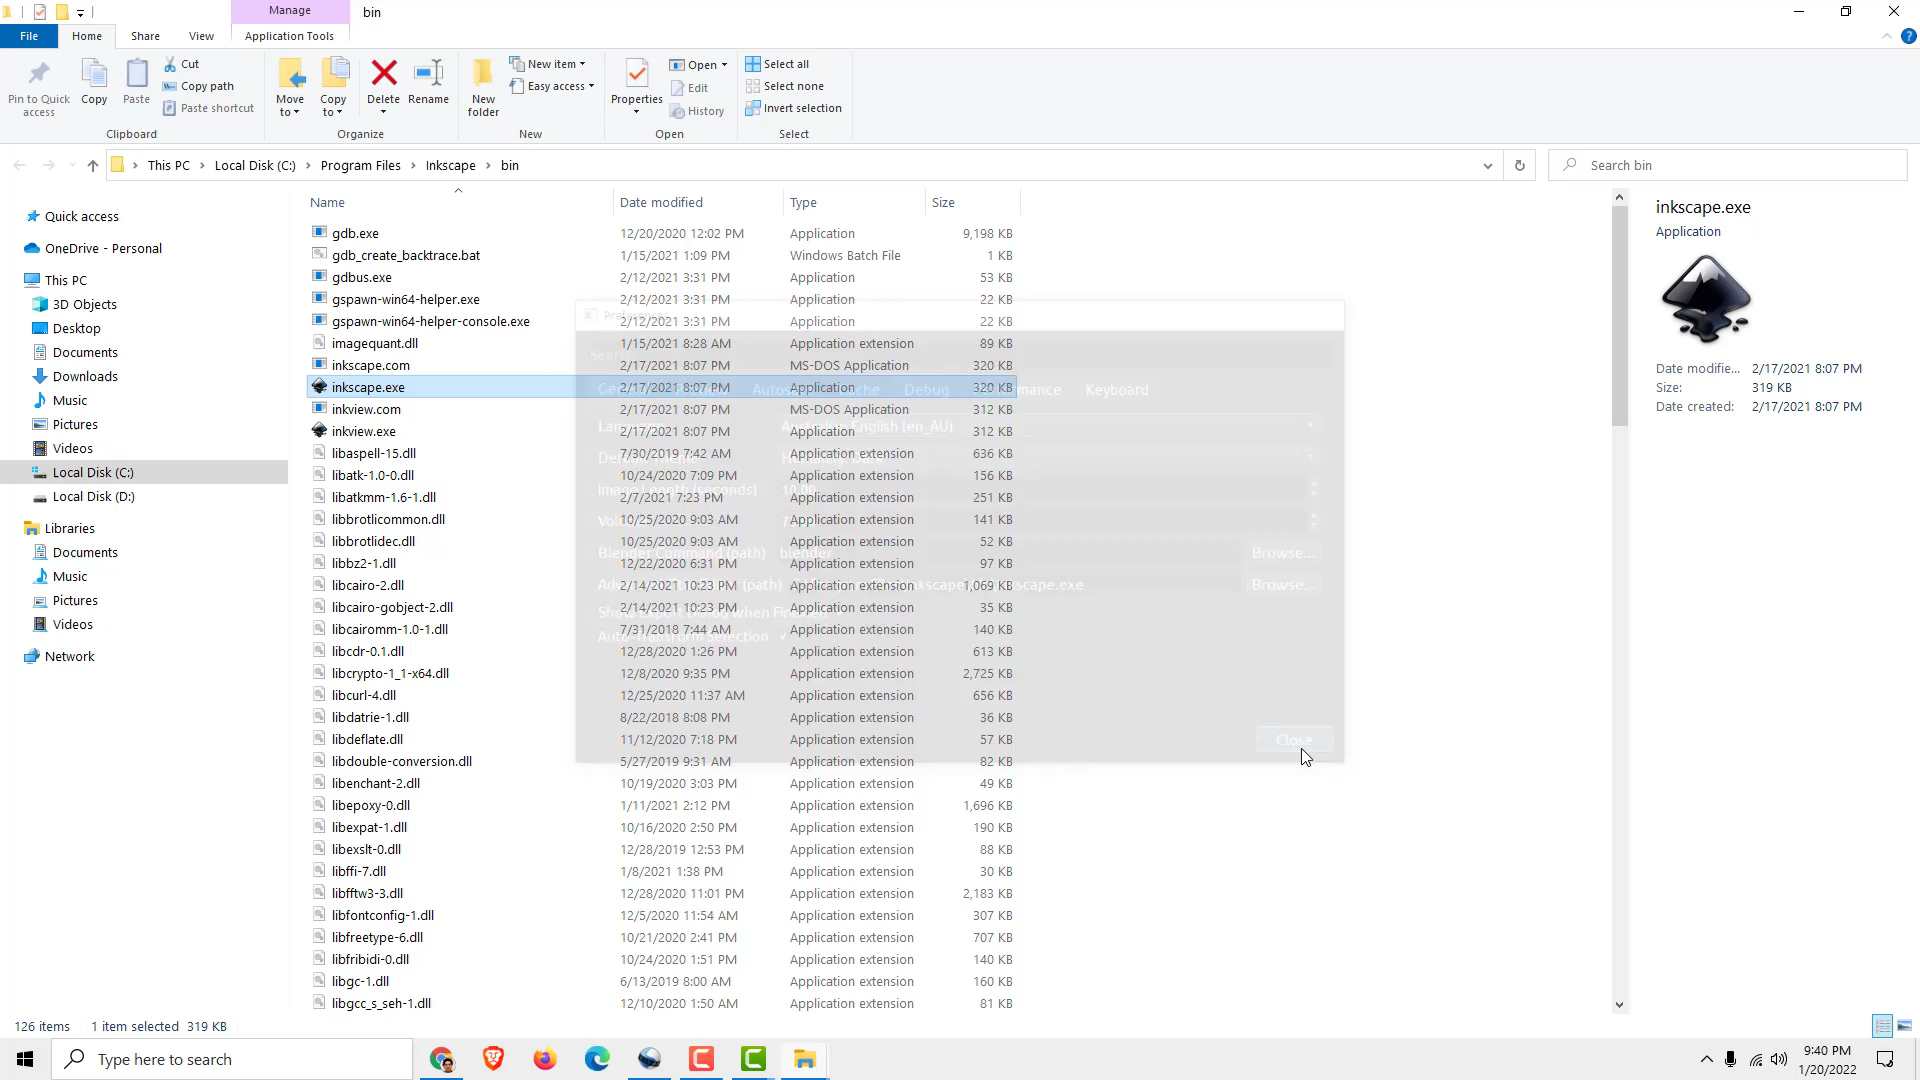 Manage
bin
File
Home
Share
View
Application Tools
Pin to Quick access
Copy
Paste
Cut
Copy path
Paste shortcut
Clipboard
Move to
Copy to
Delete
Rename
Organize
New folder
New item
Easy access
New
Properties
Open
Edit
History
Open
Select all
Select none
Invert selection
Select
This PC
Local Disk (C:)
Program Files
Inkscape
bin
Search bin
Quick access
OneDrive - Personal
This PC
3D Objects
Desktop
Documents
Downloads
Music
Pictures
Videos
Local Disk (C:)
Local Disk (D:)
Libraries
Documents
Music
Pictures
Videos
Network
Name Date modified Type Size
gdb.exe 12/20/2020 12:02 PM Application 9,198 KB
gdb_create_backtrace.bat 1/15/2021 1:09 PM Windows Batch File 1 KB
gdbus.exe 2/12/2021 3:31 PM Application 53 KB
gspawn-win64-helper.exe 2/12/2021 3:31 PM Application 22 KB
gspawn-win64-helper-console.exe 2/12/2021 3:31 PM Application 22 KB
imagequant.dll 1/15/2021 8:28 AM Application extension 89 KB
inkscape.com 2/17/2021 8:07 PM MS-DOS Application 320 KB
inkscape.exe 2/17/2021 8:07 PM Application 320 KB
inkview.com 2/17/2021 8:07 PM MS-DOS Application 312 KB
inkview.exe 2/17/2021 8:07 PM Application 312 KB
libaspell-15.dll 7/30/2019 7:42 AM Application extension 636 KB
libatk-1.0-0.dll 10/24/2020 7:09 PM Application extension 156 KB
libatkmm-1.6-1.dll 2/7/2021 7:23 PM Application extension 251 KB
libbrotlicommon.dll 10/25/2020 9:03 AM Application extension 141 KB
libbrotlidec.dll 10/25/2020 9:03 AM Application extension 52 KB
libbz2-1.dll 12/22/2020 6:31 PM Application extension 97 KB
libcairo-2.dll 2/14/2021 10:23 PM Application extension 1,069 KB
libcairo-gobject-2.dll 2/14/2021 10:23 PM Application extension 35 KB
libcairomm-1.0-1.dll 7/31/2018 7:44 AM Application extension 140 KB
libcdr-0.1.dll 12/28/2020 1:26 PM Application extension 613 KB
libcrypto-1_1-x64.dll 12/8/2020 9:35 PM Application extension 2,725 KB
libcurl-4.dll 12/25/2020 11:37 AM Application extension 656 KB
libdatrie-1.dll 8/22/2018 8:08 PM Application extension 36 KB
libdeflate.dll 11/12/2020 7:18 PM Application extension 57 KB
libdouble-conversion.dll 5/27/2019 9:31 AM Application extension 82 KB
libenchant-2.dll 10/19/2020 3:03 PM Application extension 49 KB
libepoxy-0.dll 1/11/2021 2:12 PM Application extension 1,696 KB
libexpat-1.dll 10/16/2020 2:50 PM Application extension 190 KB
libexslt-0.dll 12/28/2019 12:53 PM Application extension 88 KB
libffi-7.dll 1/8/2021 1:38 PM Application extension 30 KB
libfftw3-3.dll 12/28/2020 11:01 PM Application extension 2,183 KB
libfontconfig-1.dll 12/5/2020 11:54 AM Application extension 307 KB
libfreetype-6.dll 10/21/2020 2:41 PM Application extension 707 KB
libfribidi-0.dll 10/24/2020 1:51 PM Application extension 140 KB
libgc-1.dll 6/13/2019 8:00 AM Application extension 160 KB
libgcc_s_seh-1.dll 12/10/2020 1:50 AM Application extension 81 KB
Debug
Keyboard
English (en_AU)
Image Length (seconds)
Blender Command (path) blender Browse...
(path) Browse...
Close
inkscape.exe
Application
Date modifie... 2/17/2021 8:07 PM
Size: 319 KB
Date created: 2/17/2021 8:07 PM
126 items 1 item selected 319 KB
Type here to search
9:40 PM
1/20/2022